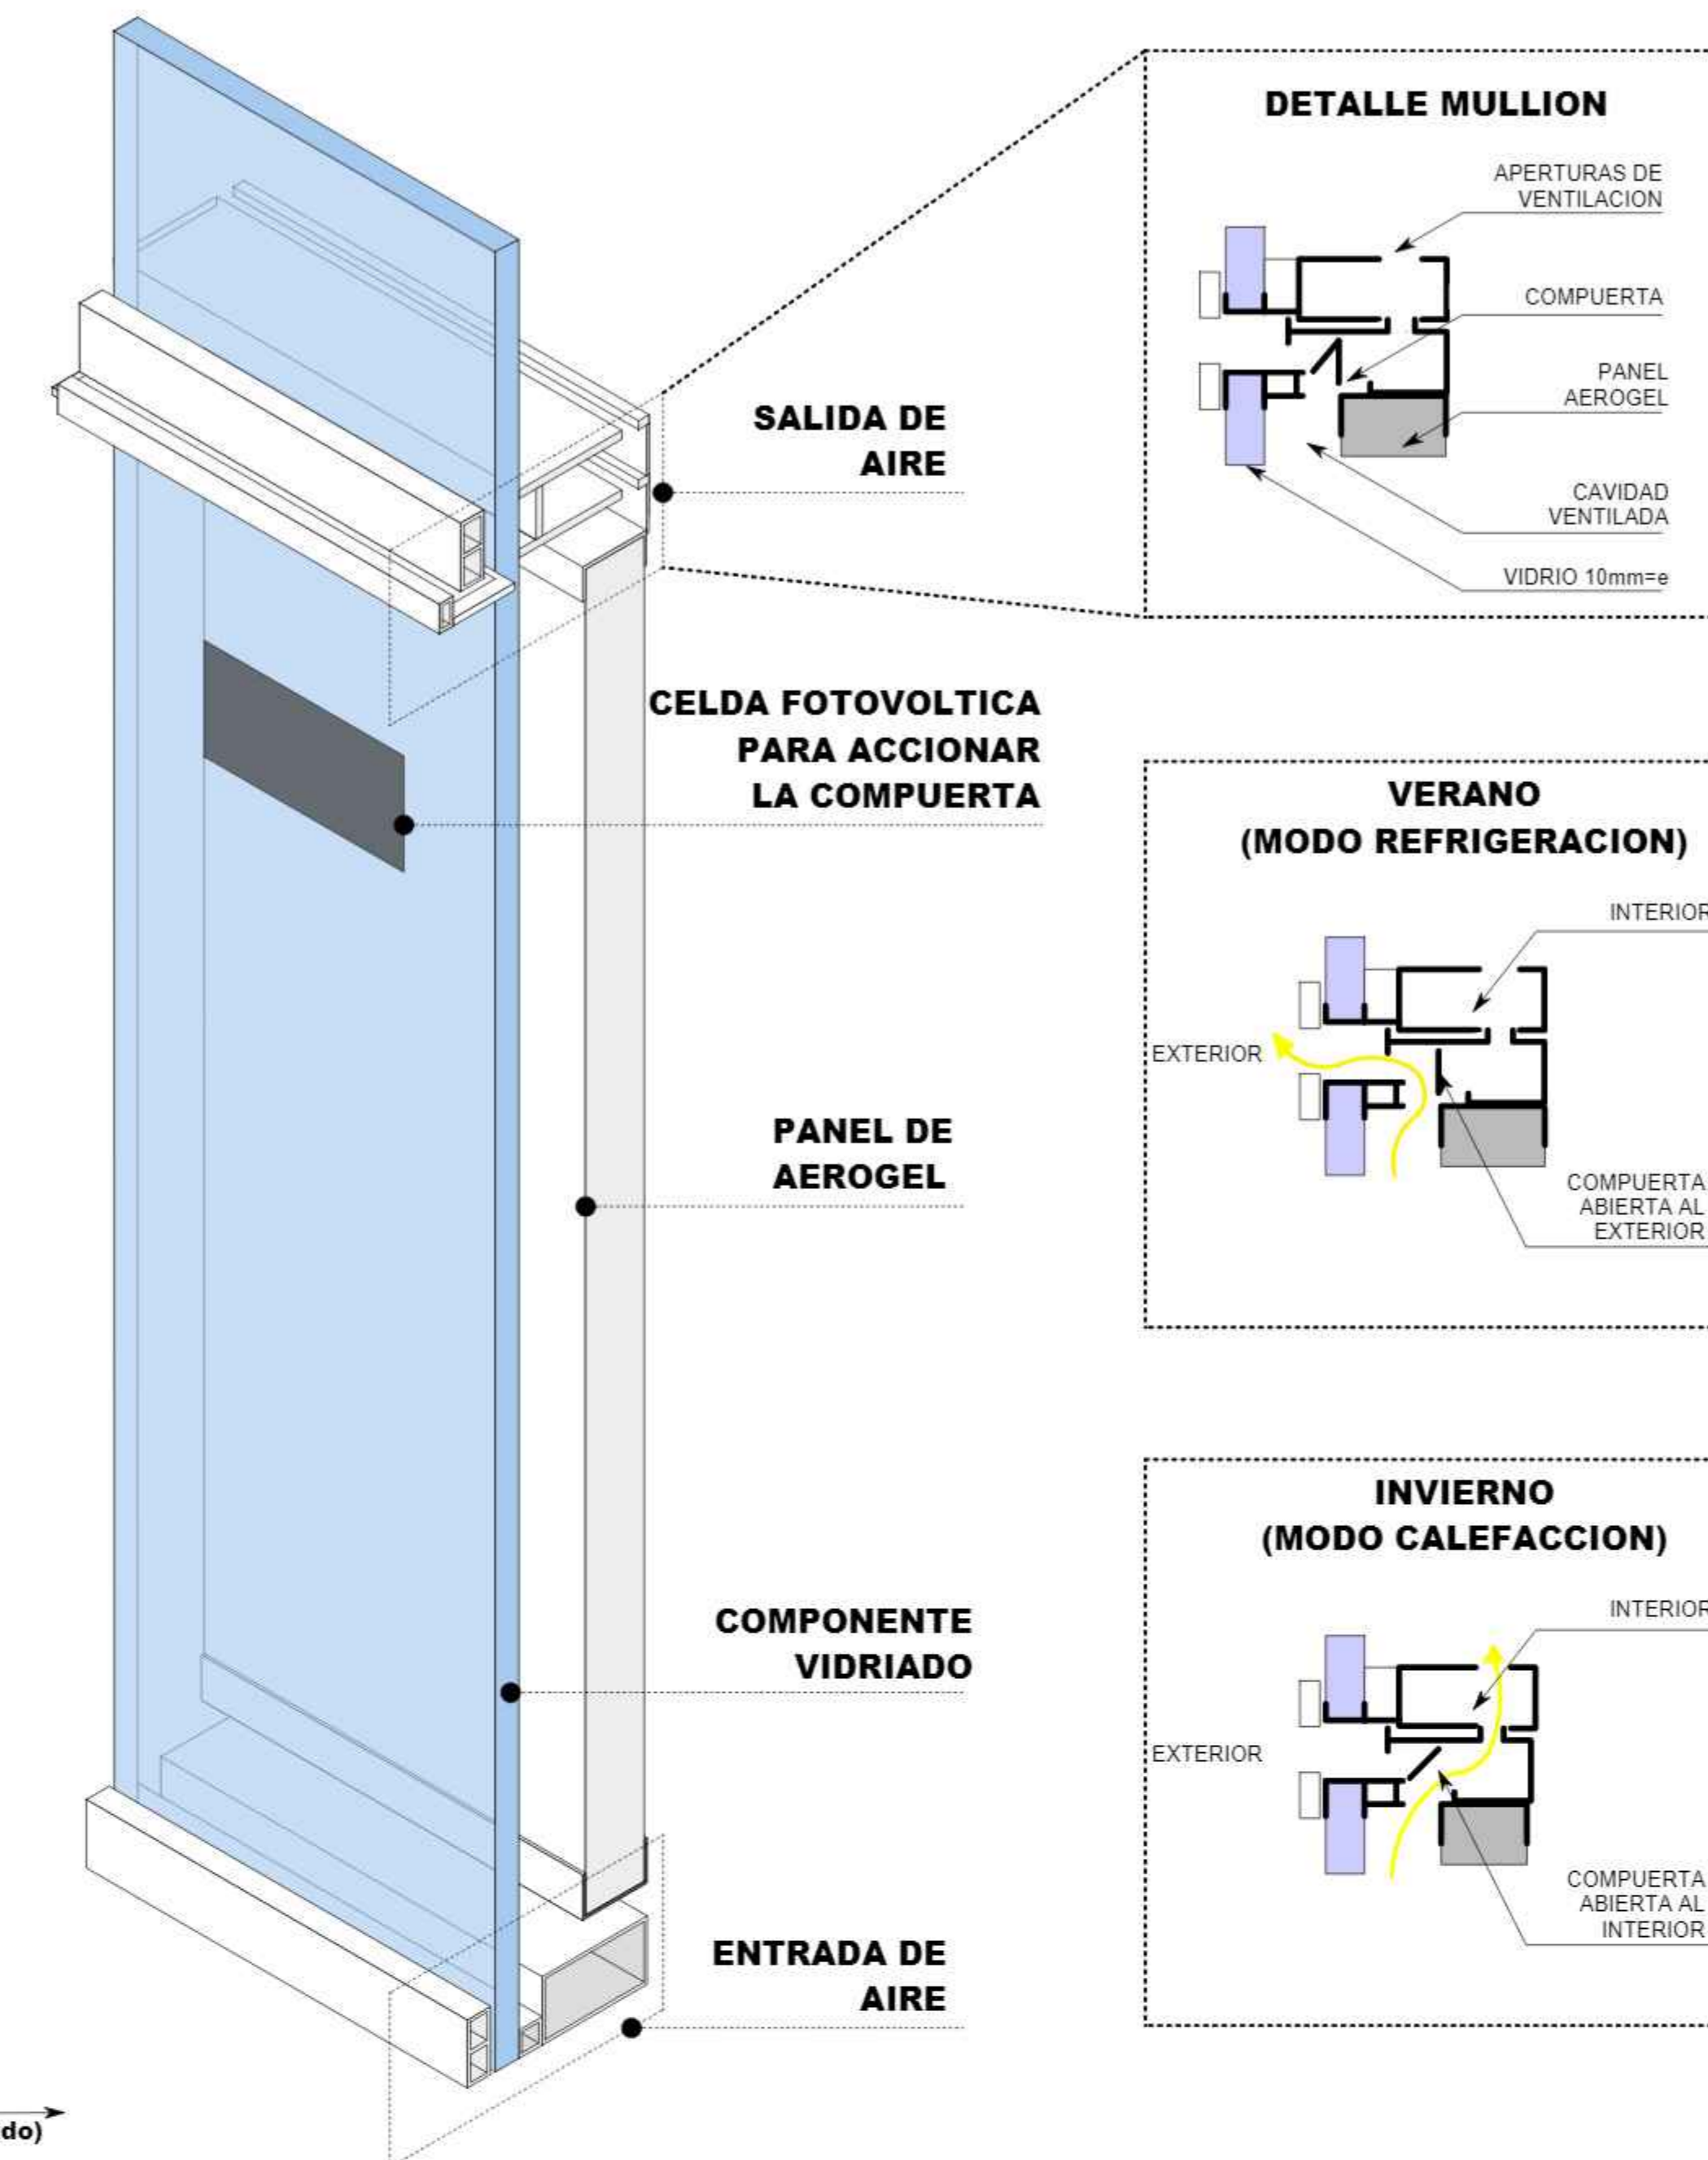 DETALLE MULLION
APERTURAS DE
VENTILACION
COMPUERTA
PANEL
AEROGEL
CAVIDAD
VENTILADA
VIDRIO 10mm=e
SALIDA DE
AIRE
CELDA FOTOVOLTICA
PARA ACCIONAR
LA COMPUERTA
PANEL DE
AEROGEL
COMPONENTE
VIDRIADO
ENTRADA DE
AIRE
VERANO
(MODO REFRIGERACION)
INTERIOR
EXTERIOR
COMPUERTA
ABIERTA AL
EXTERIOR
INVIERNO
(MODO CALEFACCION)
INTERIOR
EXTERIOR
COMPUERTA
ABIERTA AL
INTERIOR
do)